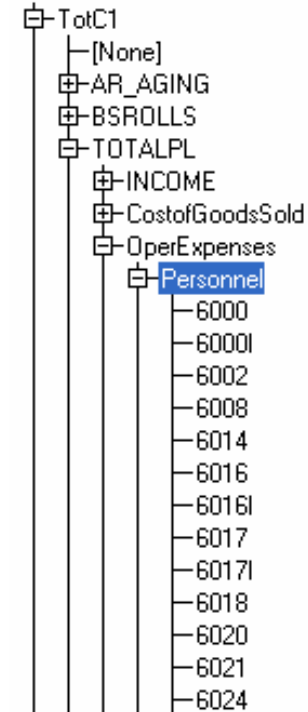 TotC1
[None]
AR_AGING
BSROLLS
TOTALPL
INCOME
CostofGoodsSold
OperExpenses
Personnel
6000
6000I
6002
6008
6014
6016
6016I
6017
6017I
6018
6020
6021
6024